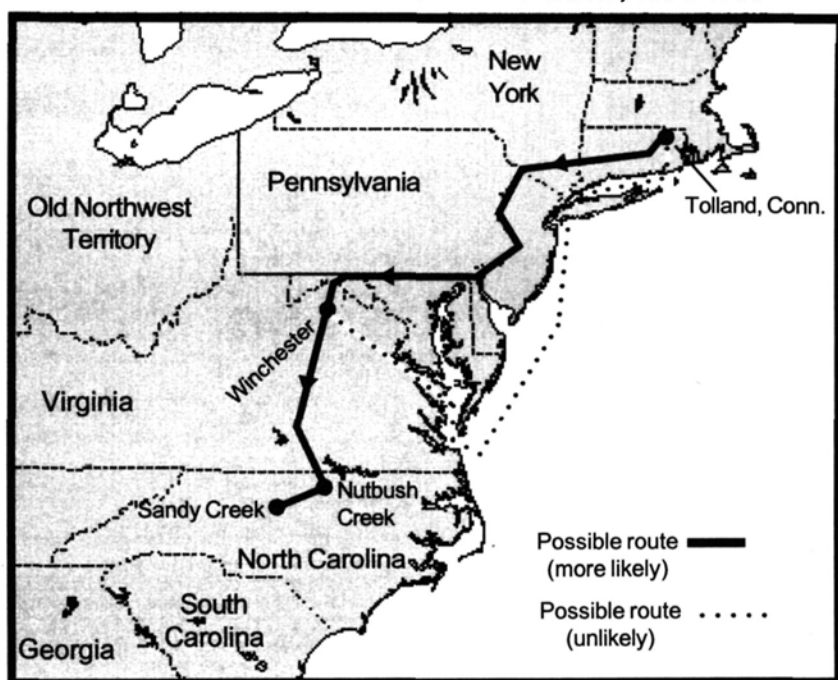 New
York
Pennsylvania
Tolland, Conn.
Old Northwest
Territory
Winchester
Virginia
Nutbush
Creek
Sandy Creek
North Carolina
Possible route
(more likely)
South
Carolina
Possible route
(unlikely)
Georgia